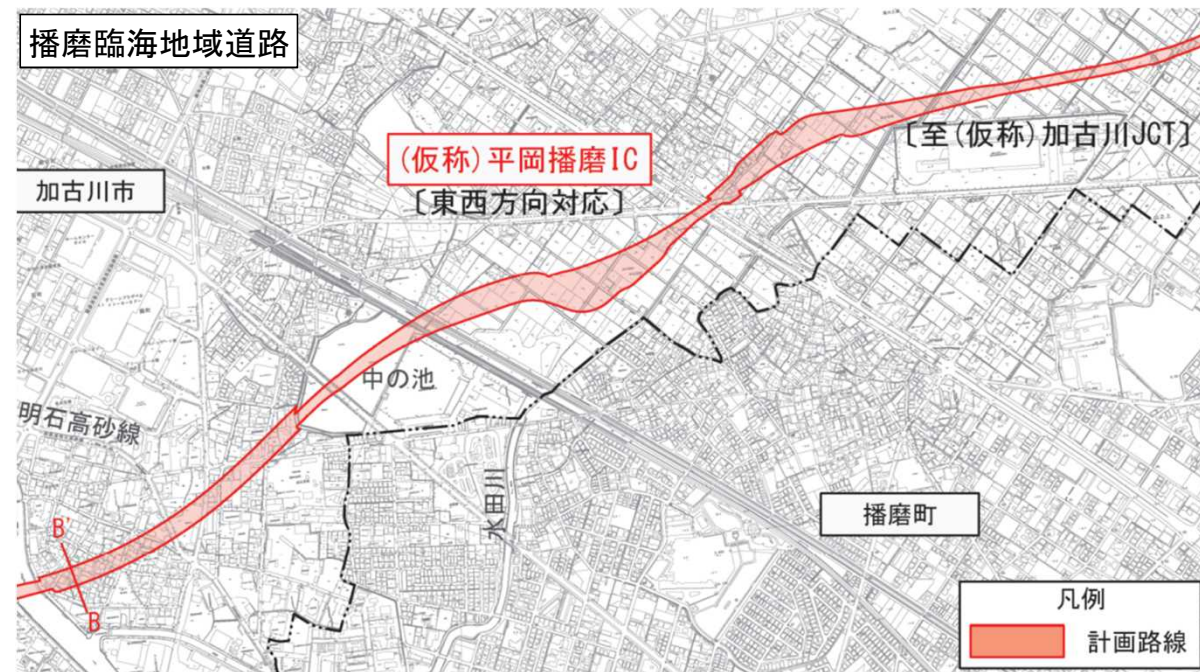 播磨臨海地域道路
(仮称)平岡播磨IC
〔東西方向対応〕
〔至(仮称)加古川JCT〕
加古川市
中の池
明石高砂線
水田川
播磨町
B'
B
凡例
計画路線